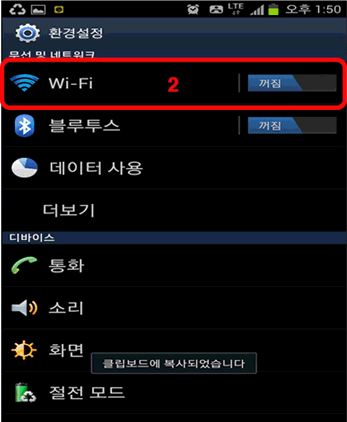 LTE 오후 1:50
환경설정
무선 및 네트워크
Wi-Fi 2 꺼짐
블루투스 꺼짐
데이터 사용
더보기
디바이스
통화
소리
화면
클립보드에 복사되었습니다
절전 모드